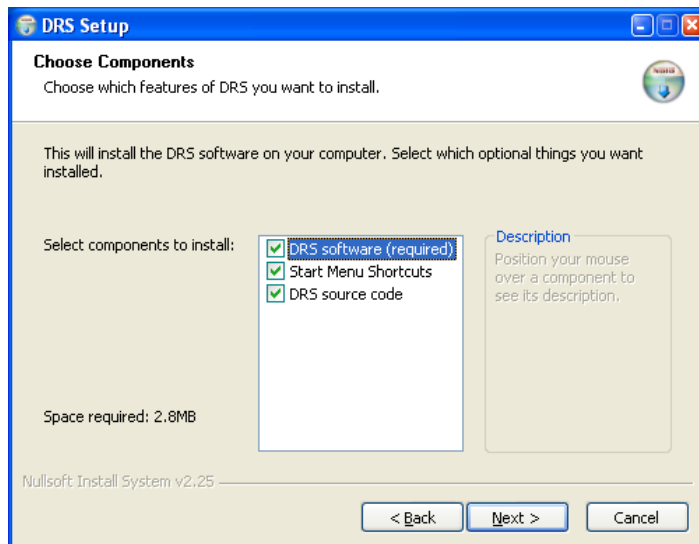 DRS Setup
Choose Components
Choose which features of DRS you want to install.
This will install the DRS software on your computer. Select which optional things you want
installed.
Select components to install:
DRS software (required)
Start Menu Shortcuts
DRS source code
Description
Position your mouse
over a component to
see its description.
Space required: 2.8MB
Nullsoft Install System v2.25
< Back
Next >
Cancel